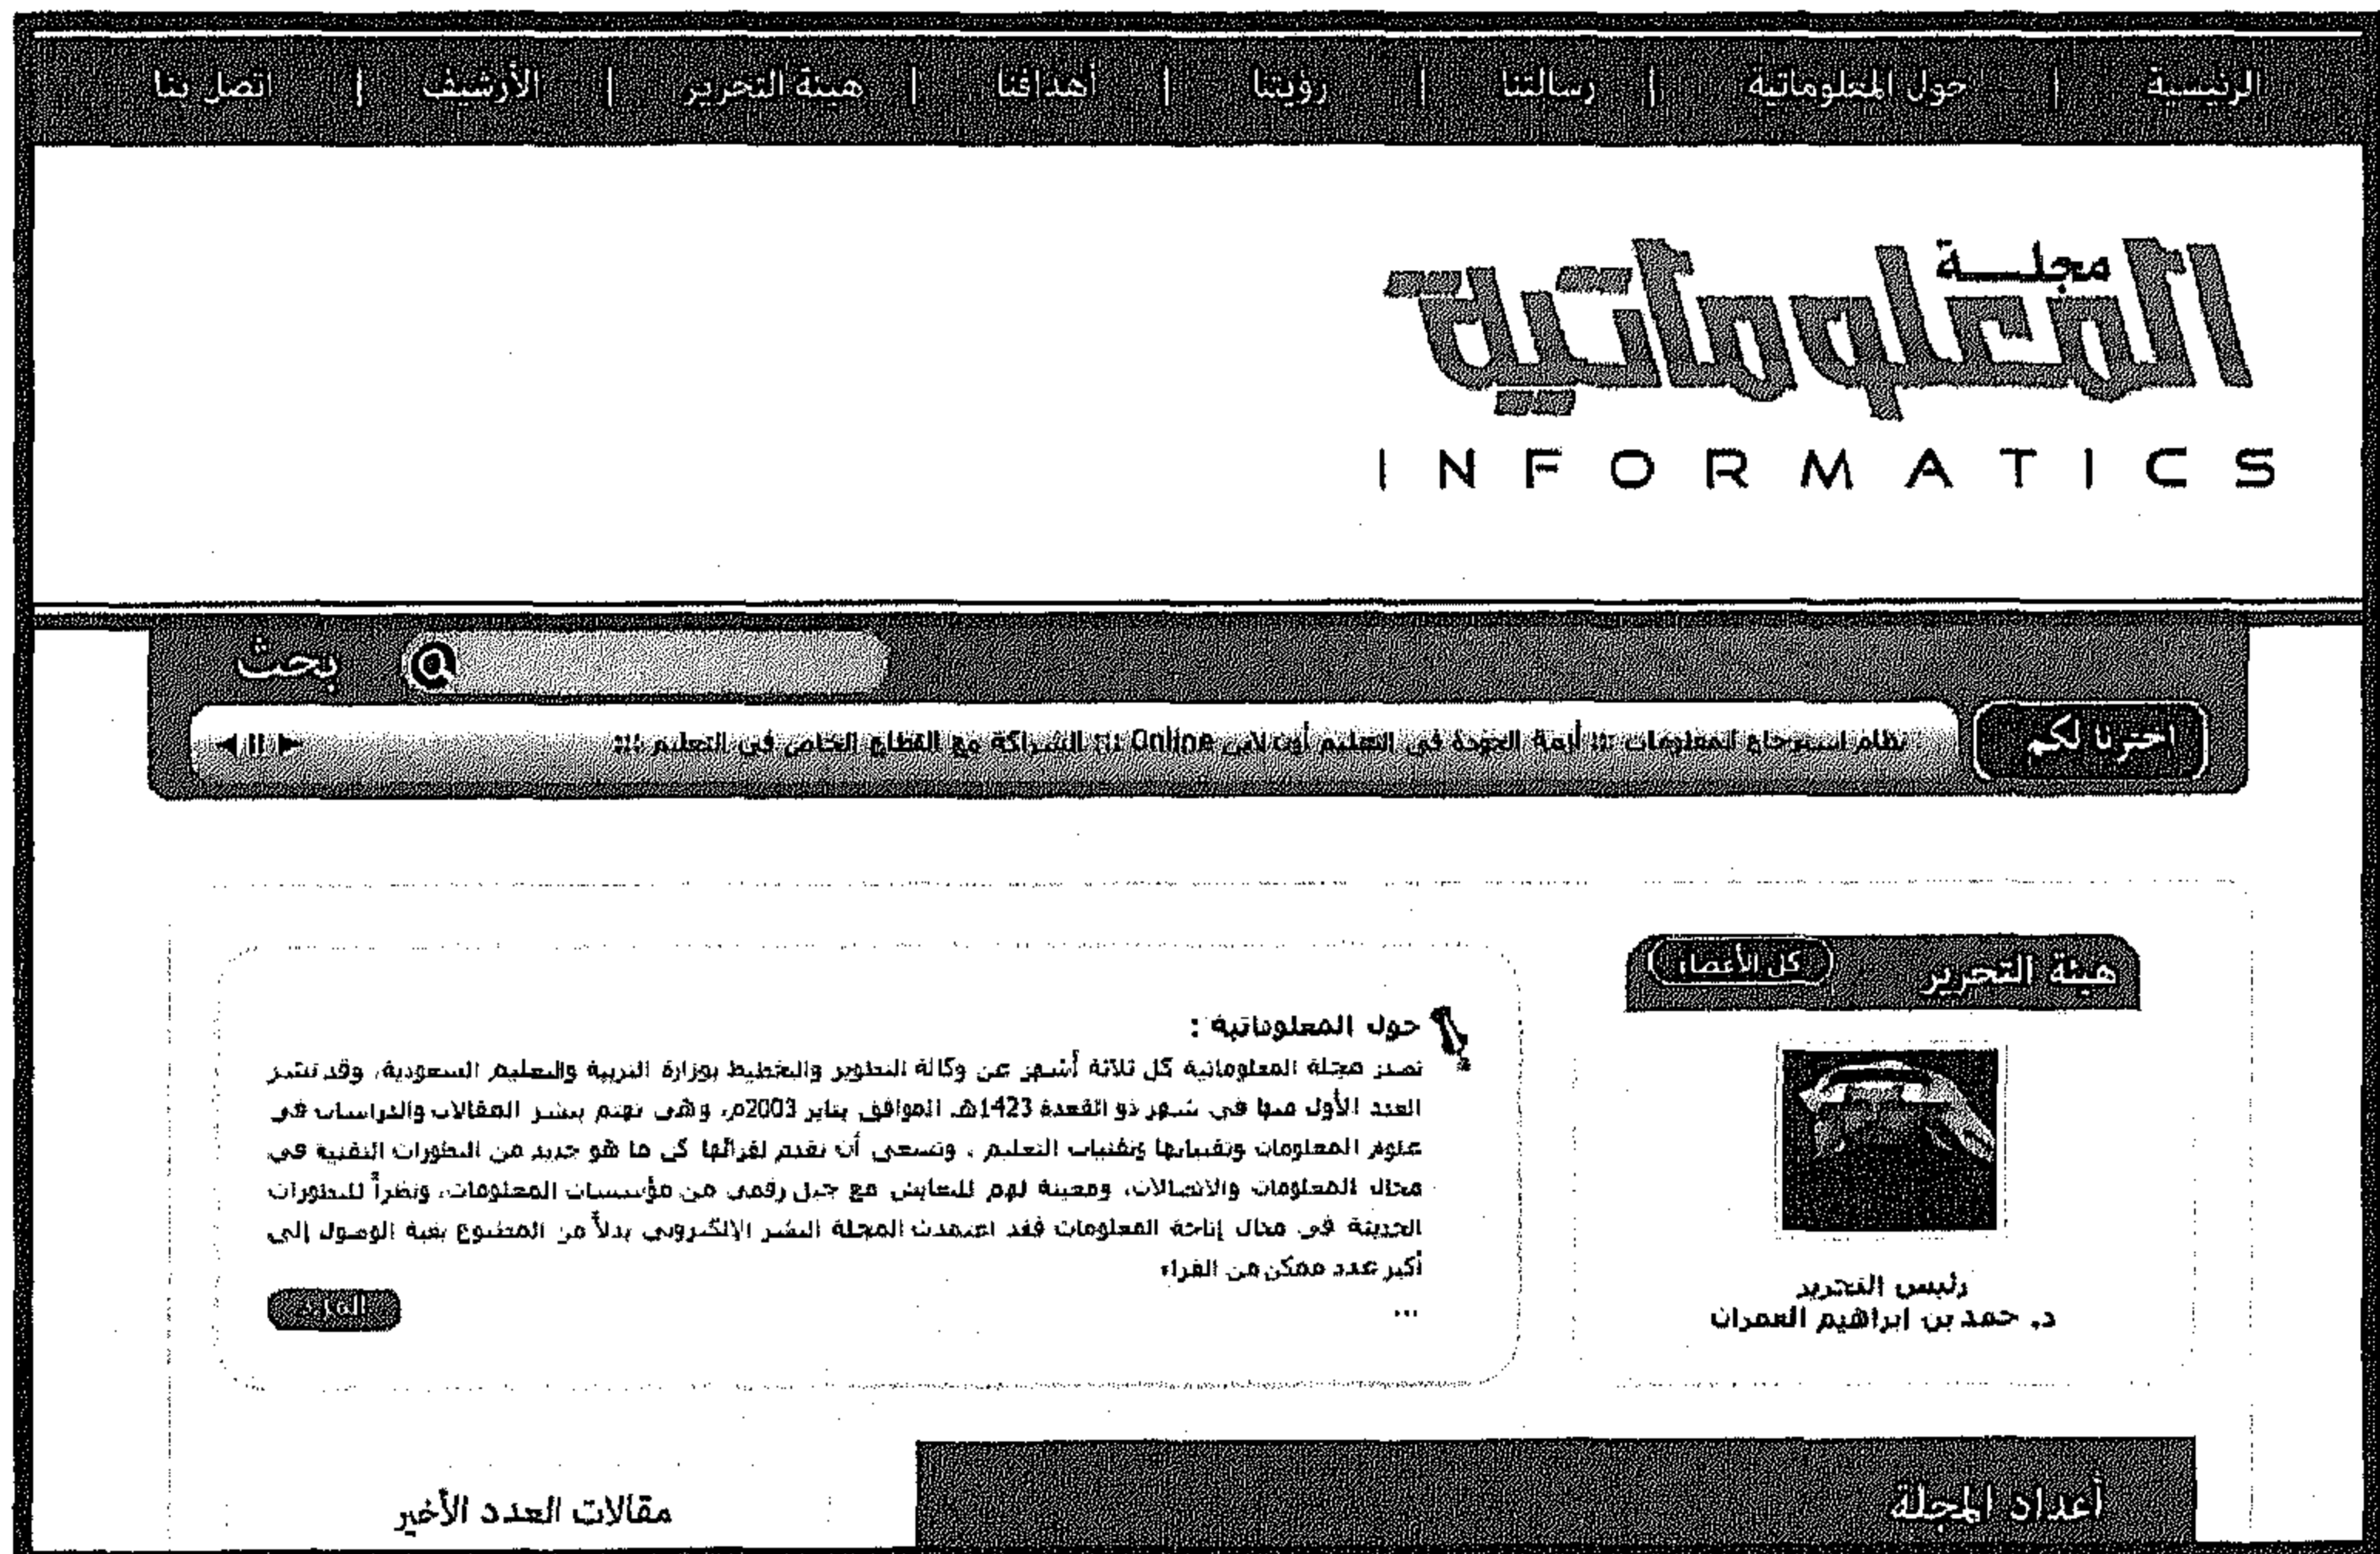 الرئيسية | حول المعلوماتية | رسالتنا | رؤيتنا | أهدافنا | هيئة التحرير | الأرشيف | اتصل بنا
مجلــــة
المعلوماتية
INFORMATICS
بحث
اخترنا لكم
نظام استرجاع المعلومات ::: أزمة الجودة في التعليم أون لاين Online ::: الشراكة مع القطاع الخاص في التعليم :::
هيئة التحرير
كل الأعضاء
رئيس التحرير
د. حمد بن ابراهيم العمران
حول المعلوماتية :
تصدر مجلة المعلوماتية كل ثلاثة أشهر عن وكالة التطوير والتخطيط بوزارة التربية والتعليم السعودية، وقد نشر
العدد الأول منها في شهر ذو القعدة 1423هـ الموافق يناير 2003م، وهي تهتم بنشر المقالات والدراسات في
علوم المعلومات وتقنياتها وتقنيات التعليم ، وتسعى أن تقدم لقرائها كل ما هو جديد من التطورات التقنية في
مجال المعلومات والاتصالات، ومعينة لهم للتعايش مع جيل رقمي من مؤسسات المعلومات، ونظراً للتطورات
الحديثة في مجال إتاحة المعلومات فقد اعتمدت المجلة النشر الإلكتروني بدلاً من المطبوع بغية الوصول إلى
أكبر عدد ممكن من القراء
...
المزيد
أعداد المجلة
مقالات العدد الأخير